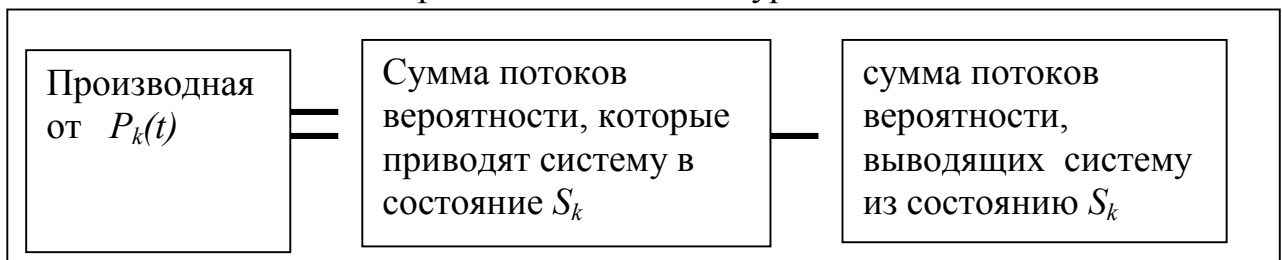 Производная
от P_k(t)
Сумма потоков
вероятности, которые
приводят систему в
состояние S_k
сумма потоков
вероятности,
выводящих систему
из состоянию S_k